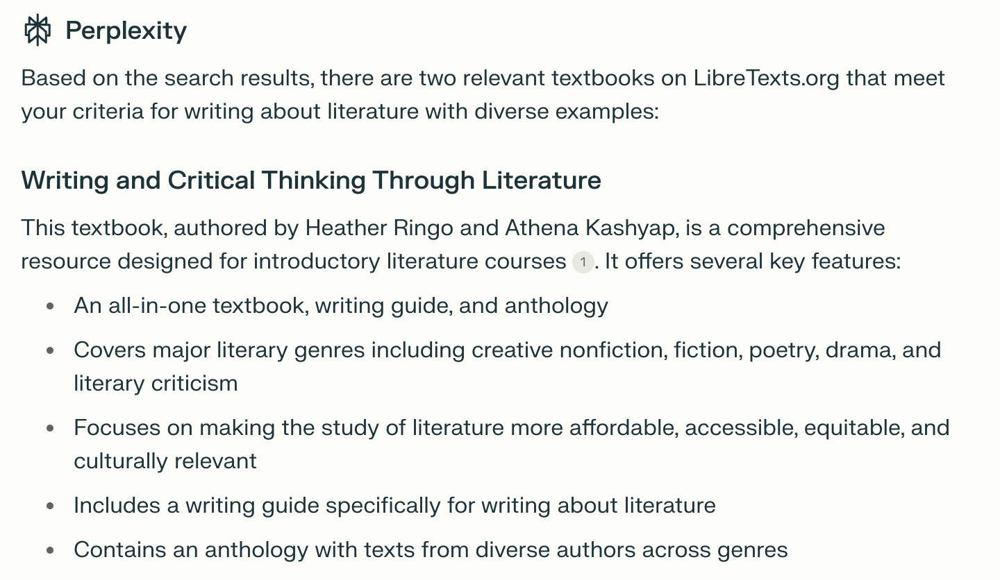 Perplexity
Based on the search results, there are two relevant textbooks on LibreTexts.org that meet
your criteria for writing about literature with diverse examples:
Writing and Critical Thinking Through Literature
This textbook, authored by Heather Ringo and Athena Kashyap, is a comprehensive
resource designed for introductory literature courses 1. It offers several key features:
• An all-in-one textbook, writing guide, and anthology
• Covers major literary genres including creative nonfiction, fiction, poetry, drama, and
literary criticism
• Focuses on making the study of literature more affordable, accessible, equitable, and
culturally relevant
• Includes a writing guide specifically for writing about literature
• Contains an anthology with texts from diverse authors across genres